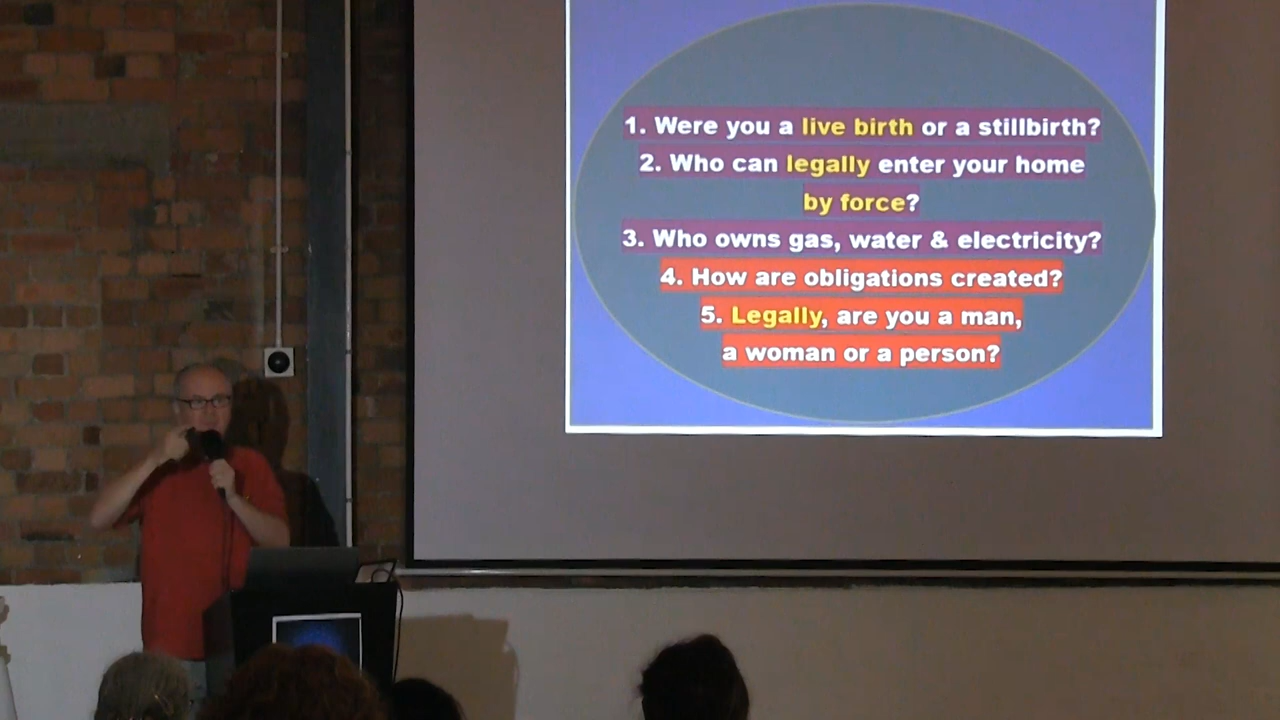 1. Were you a live birth or a stillbirth?
2. Who can legally enter your home
by force?
3. Who owns gas, water & electricity?
4. How are obligations created?
5. Legally, are you a man,
a woman or a person?